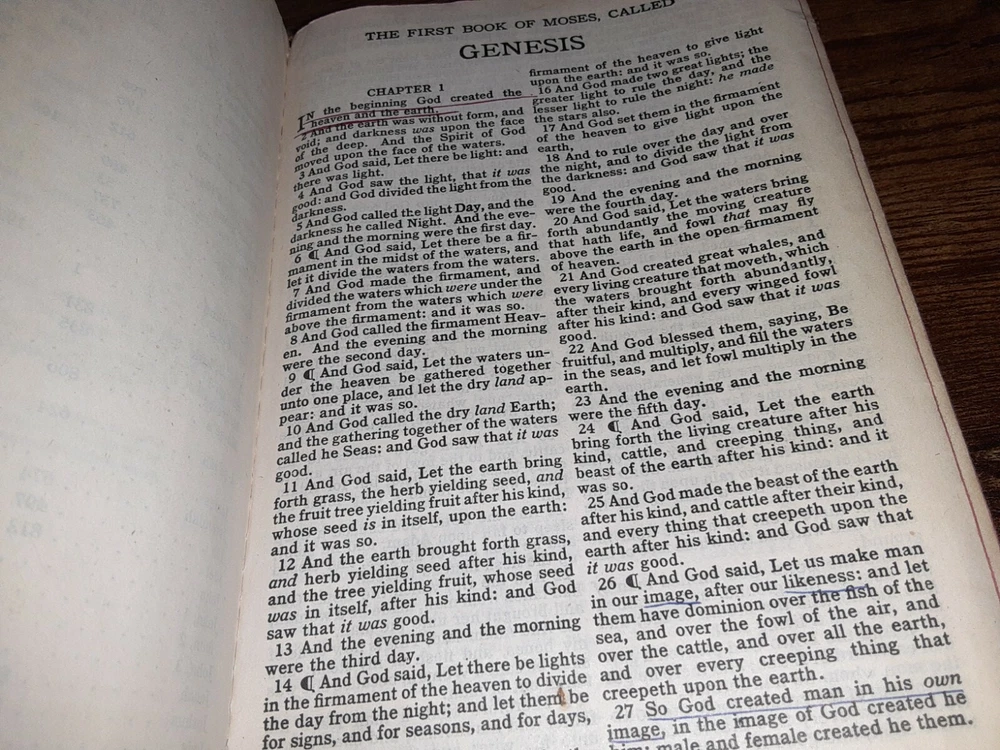 THE FIRST BOOK OF MOSES, CALLED
GENESIS
CHAPTER 1
IN the beginning God created the
heaven and the earth.
2 And the earth was without form, and
void; and darkness was upon the face
of the deep. And the Spirit of God
moved upon the face of the waters.
3 And God said, Let there be light: and
there was light.
4 And God saw the light, that it was
good: and God divided the light from the
darkness.
5 And God called the light Day, and the
darkness he called Night. And the eve-
ning and the morning were the first day.
6 ¶ And God said, Let there be a fir-
mament in the midst of the waters, and
let it divide the waters from the waters.
7 And God made the firmament, and
divided the waters which were under the
firmament from the waters which were
above the firmament: and it was so.
8 And God called the firmament Heav-
en. And the evening and the morning
were the second day.
9 ¶ And God said, Let the waters un-
der the heaven be gathered together
unto one place, and let the dry land ap-
pear: and it was so.
10 And God called the dry land Earth;
and the gathering together of the waters
called he Seas: and God saw that it was
good.
11 And God said, Let the earth bring
forth grass, the herb yielding seed, and
the fruit tree yielding fruit after his kind,
whose seed is in itself, upon the earth:
and it was so.
12 And the earth brought forth grass,
and herb yielding seed after his kind,
and the tree yielding fruit, whose seed
was in itself, after his kind: and God
saw that it was good.
13 And the evening and the morning
were the third day.
14 ¶ And God said, Let there be lights
in the firmament of the heaven to divide
the day from the night; and let them be
for signs, and for seasons, and for days,
firmament of the heaven to give light
upon the earth: and it was so.
16 And God made two great lights; the
greater light to rule the day, and the
lesser light to rule the night: he made
the stars also.
17 And God set them in the firmament
of the heaven to give light upon the
earth,
18 And to rule over the day and over
the night, and to divide the light from
the darkness: and God saw that it was
good.
19 And the evening and the morning
were the fourth day.
20 And God said, Let the waters bring
forth abundantly the moving creature
that hath life, and fowl that may fly
above the earth in the open firmament
of heaven.
21 And God created great whales, and
every living creature that moveth, which
the waters brought forth abundantly,
after their kind, and every winged fowl
after his kind: and God saw that it was
good.
22 And God blessed them, saying, Be
fruitful, and multiply, and fill the waters
in the seas, and let fowl multiply in the
earth.
23 And the evening and the morning
were the fifth day.
24 ¶ And God said, Let the earth
bring forth the living creature after his
kind, cattle, and creeping thing, and
beast of the earth after his kind: and it
was so.
25 And God made the beast of the earth
after his kind, and cattle after their kind,
and every thing that creepeth upon the
earth after his kind: and God saw that
it was good.
26 ¶ And God said, Let us make man
in our image, after our likeness: and let
them have dominion over the fish of the
sea, and over the fowl of the air, and
over the cattle, and over all the earth,
and over every creeping thing that
creepeth upon the earth.
27 So God created man in his own
image, in the image of God created he
him; male and female created he them.